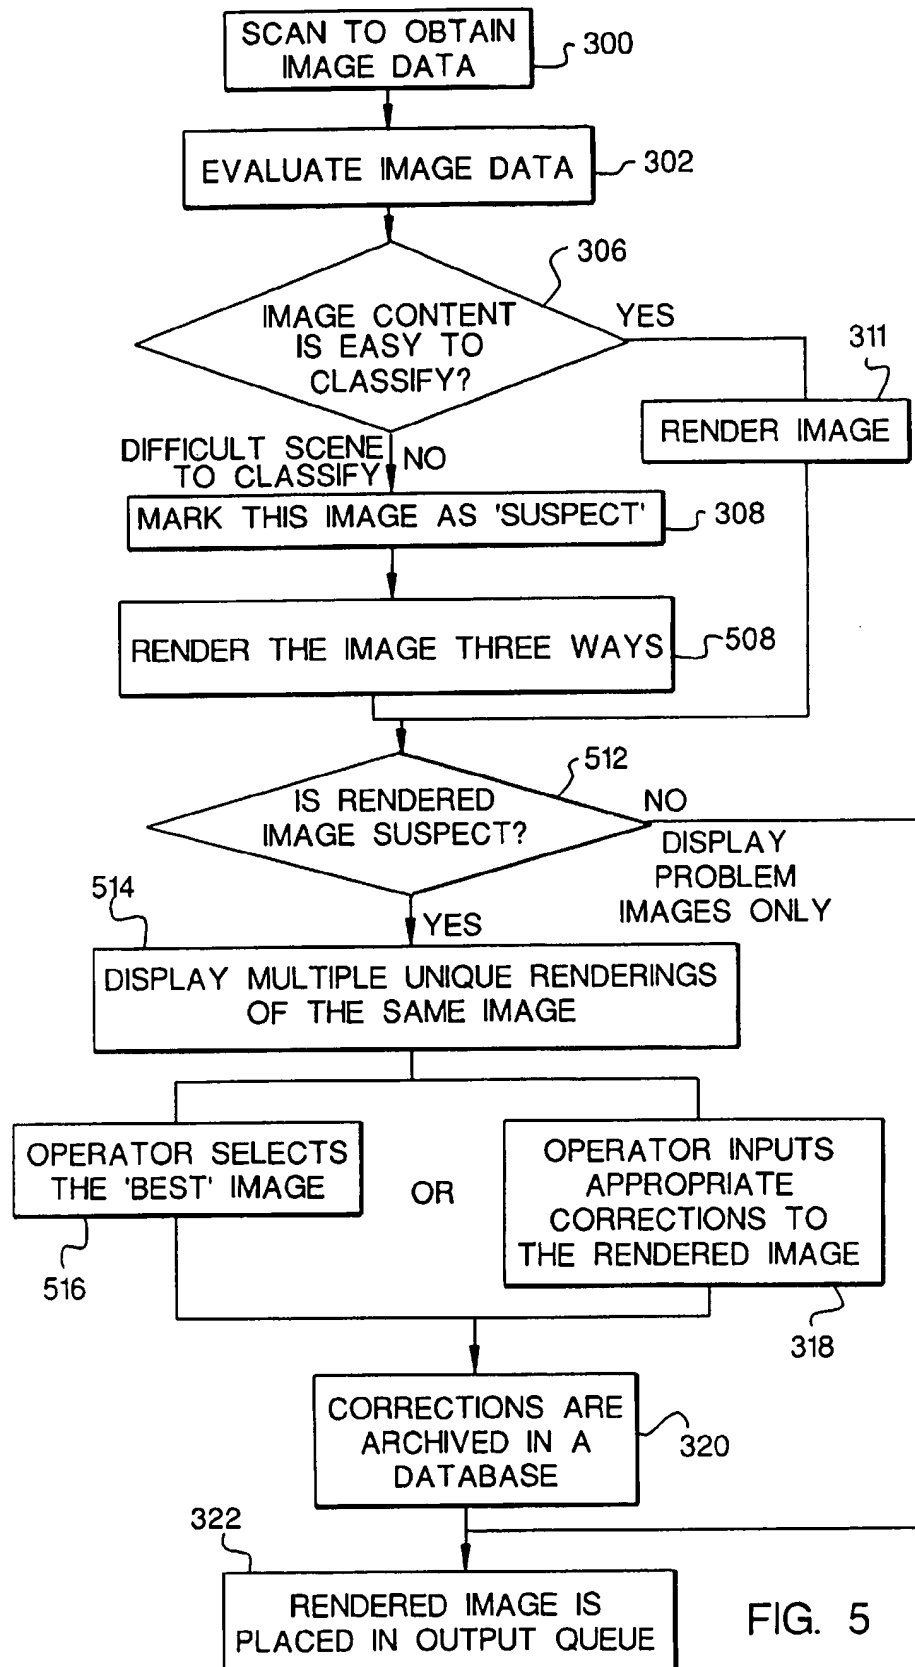 SCAN TO OBTAIN
IMAGE DATA
300
EVALUATE IMAGE DATA
302
306
IMAGE CONTENT
IS EASY TO
CLASSIFY?
YES
311
RENDER IMAGE
DIFFICULT SCENE
TO CLASSIFY
NO
MARK THIS IMAGE AS 'SUSPECT'
308
RENDER THE IMAGE THREE WAYS
508
512
IS RENDERED
IMAGE SUSPECT?
NO
DISPLAY
PROBLEM
IMAGES ONLY
514
YES
DISPLAY MULTIPLE UNIQUE RENDERINGS
OF THE SAME IMAGE
OPERATOR SELECTS
THE 'BEST' IMAGE
516
OR
OPERATOR INPUTS
APPROPRIATE
CORRECTIONS TO
THE RENDERED IMAGE
318
CORRECTIONS ARE
ARCHIVED IN A
DATABASE
320
322
RENDERED IMAGE IS
PLACED IN OUTPUT QUEUE
FIG. 5